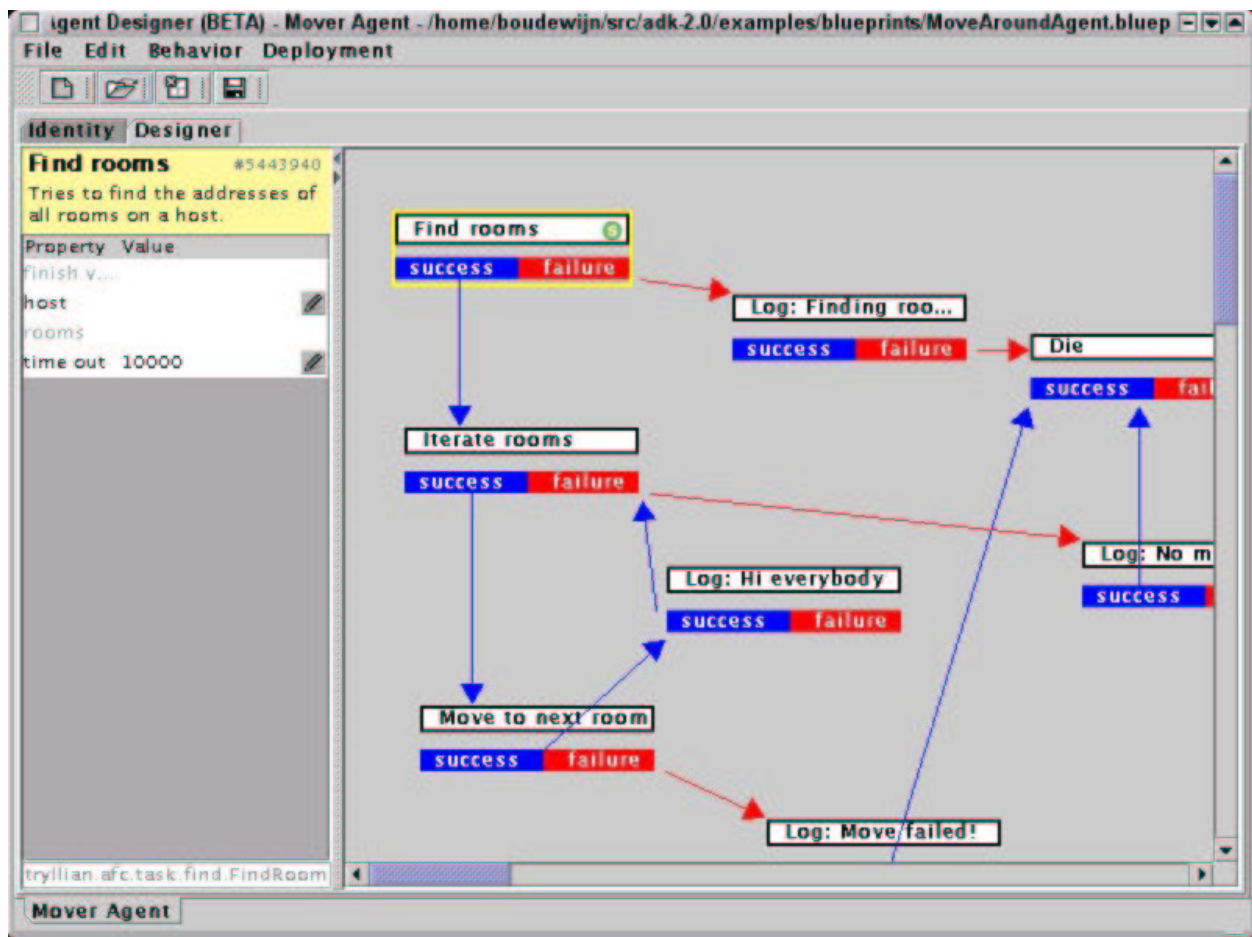 Agent Designer (BETA) - Mover Agent - /home/boudewijn/src/adk-2.0/examples/blueprints/MoveAroundAgent.bluep
File Edit Behavior Deployment
Identity Designer
Find rooms #5443940
Tries to find the addresses of
all rooms on a host.
Property Value
finish v...
host
rooms
time out 10000
tryllian.afc.task.find.FindRoom
Find rooms S
success failure
Log: Finding roo...
success failure
Die
success fail
Iterate rooms
success failure
Log: No m
success
Log: Hi everybody
success failure
Move to next room
success failure
Log: Move failed!
Mover Agent